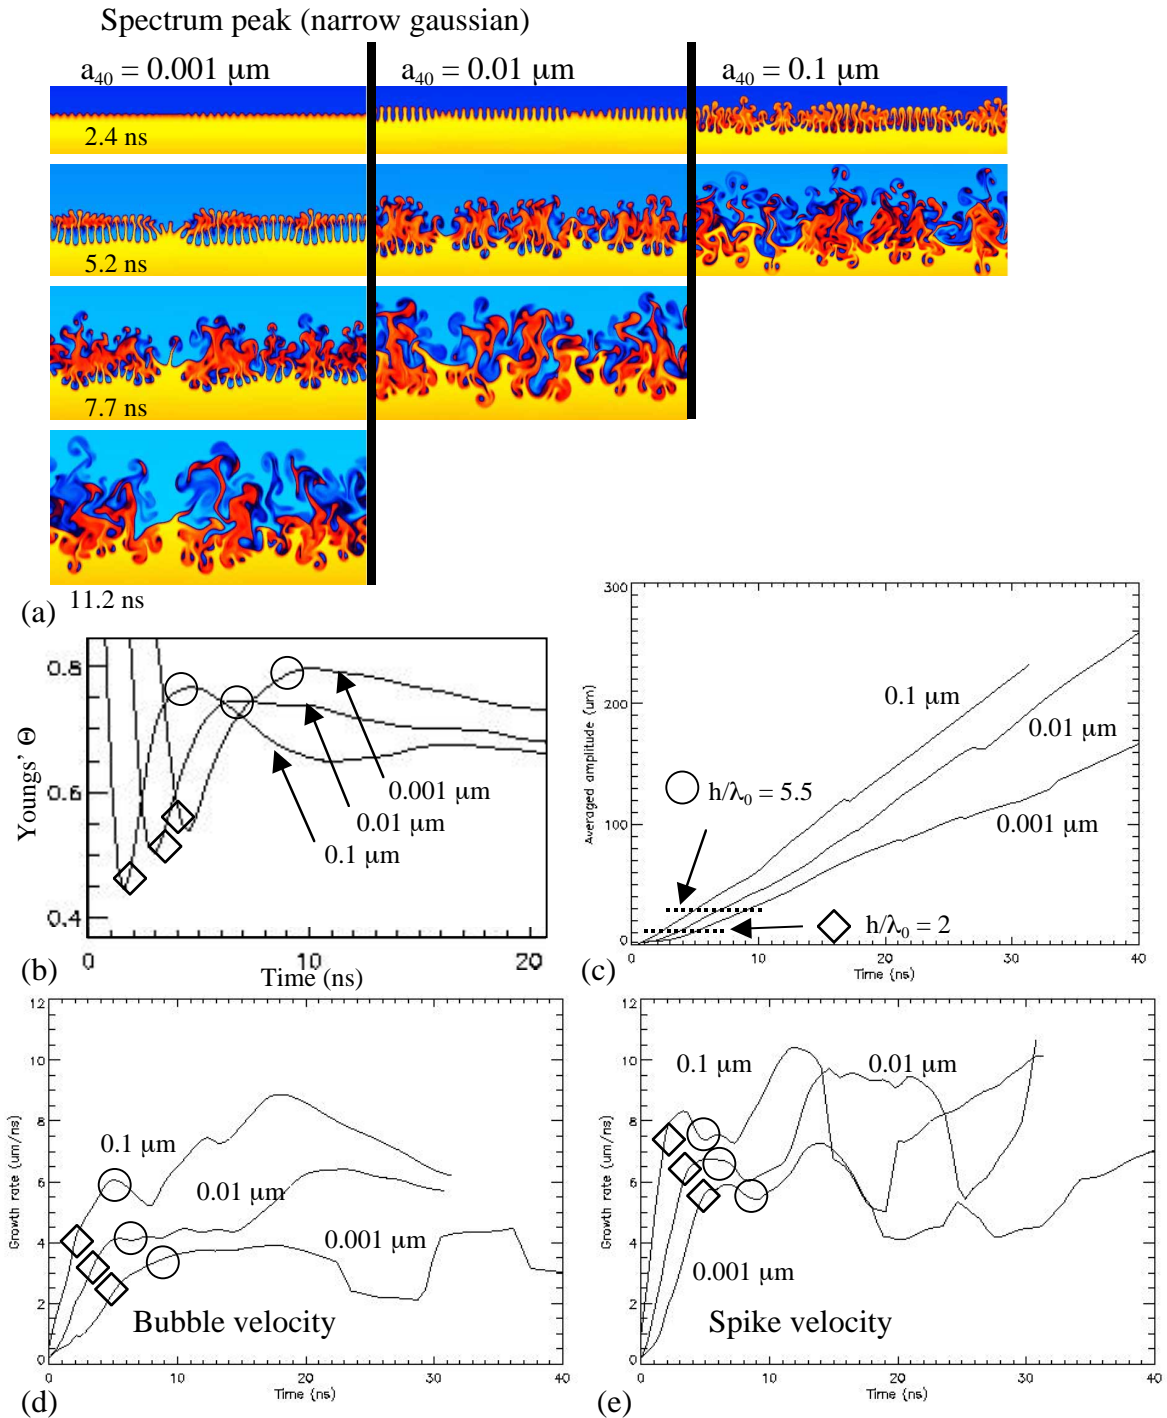 Spectrum peak (narrow gaussian)
a₄₀ = 0.001 μm
a₄₀ = 0.01 μm
a₄₀ = 0.1 μm
2.4 ns
5.2 ns
7.7 ns
11.2 ns
(a)
0.8
0.6
0.4
Youngs' Θ
0.001 μm
0.01 μm
0.1 μm
0
10
20
Time (ns)
(b)
300
200
100
0
Averaged amplitude (um)
0.1 μm
0.01 μm
0.001 μm
h/λ₀ = 5.5
h/λ₀ = 2
0
10
20
30
40
Time (ns)
(c)
12
10
8
6
4
2
0
Growth rate (um/ns)
0.1 μm
0.01 μm
0.001 μm
Bubble velocity
0
10
20
30
40
Time (ns)
(d)
12
10
8
6
4
2
0
Growth rate (um/ns)
0.1 μm
0.01 μm
0.001 μm
Spike velocity
0
10
20
30
40
Time (ns)
(e)